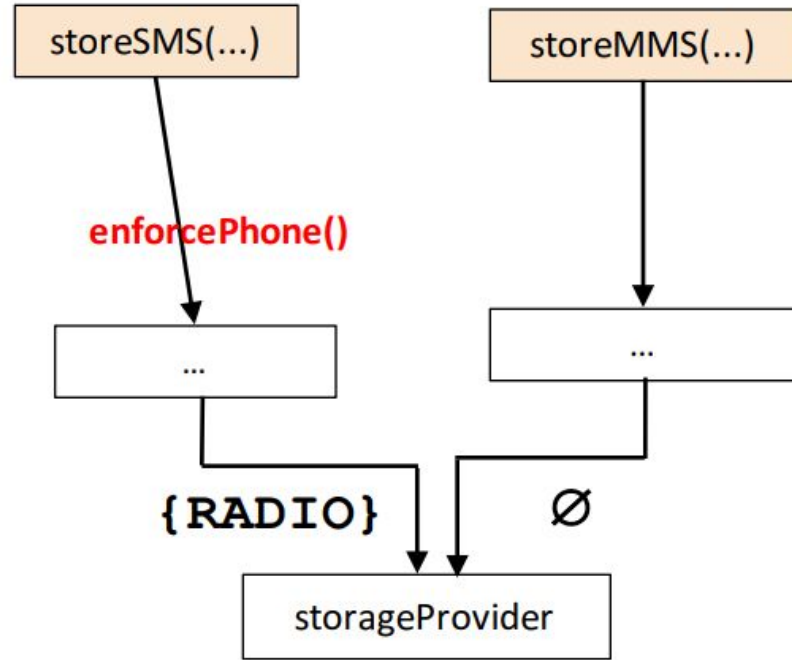 storeSMS(...)
storeMMS(...)
enforcePhone()
...
...
{RADIO}
∅
storageProvider